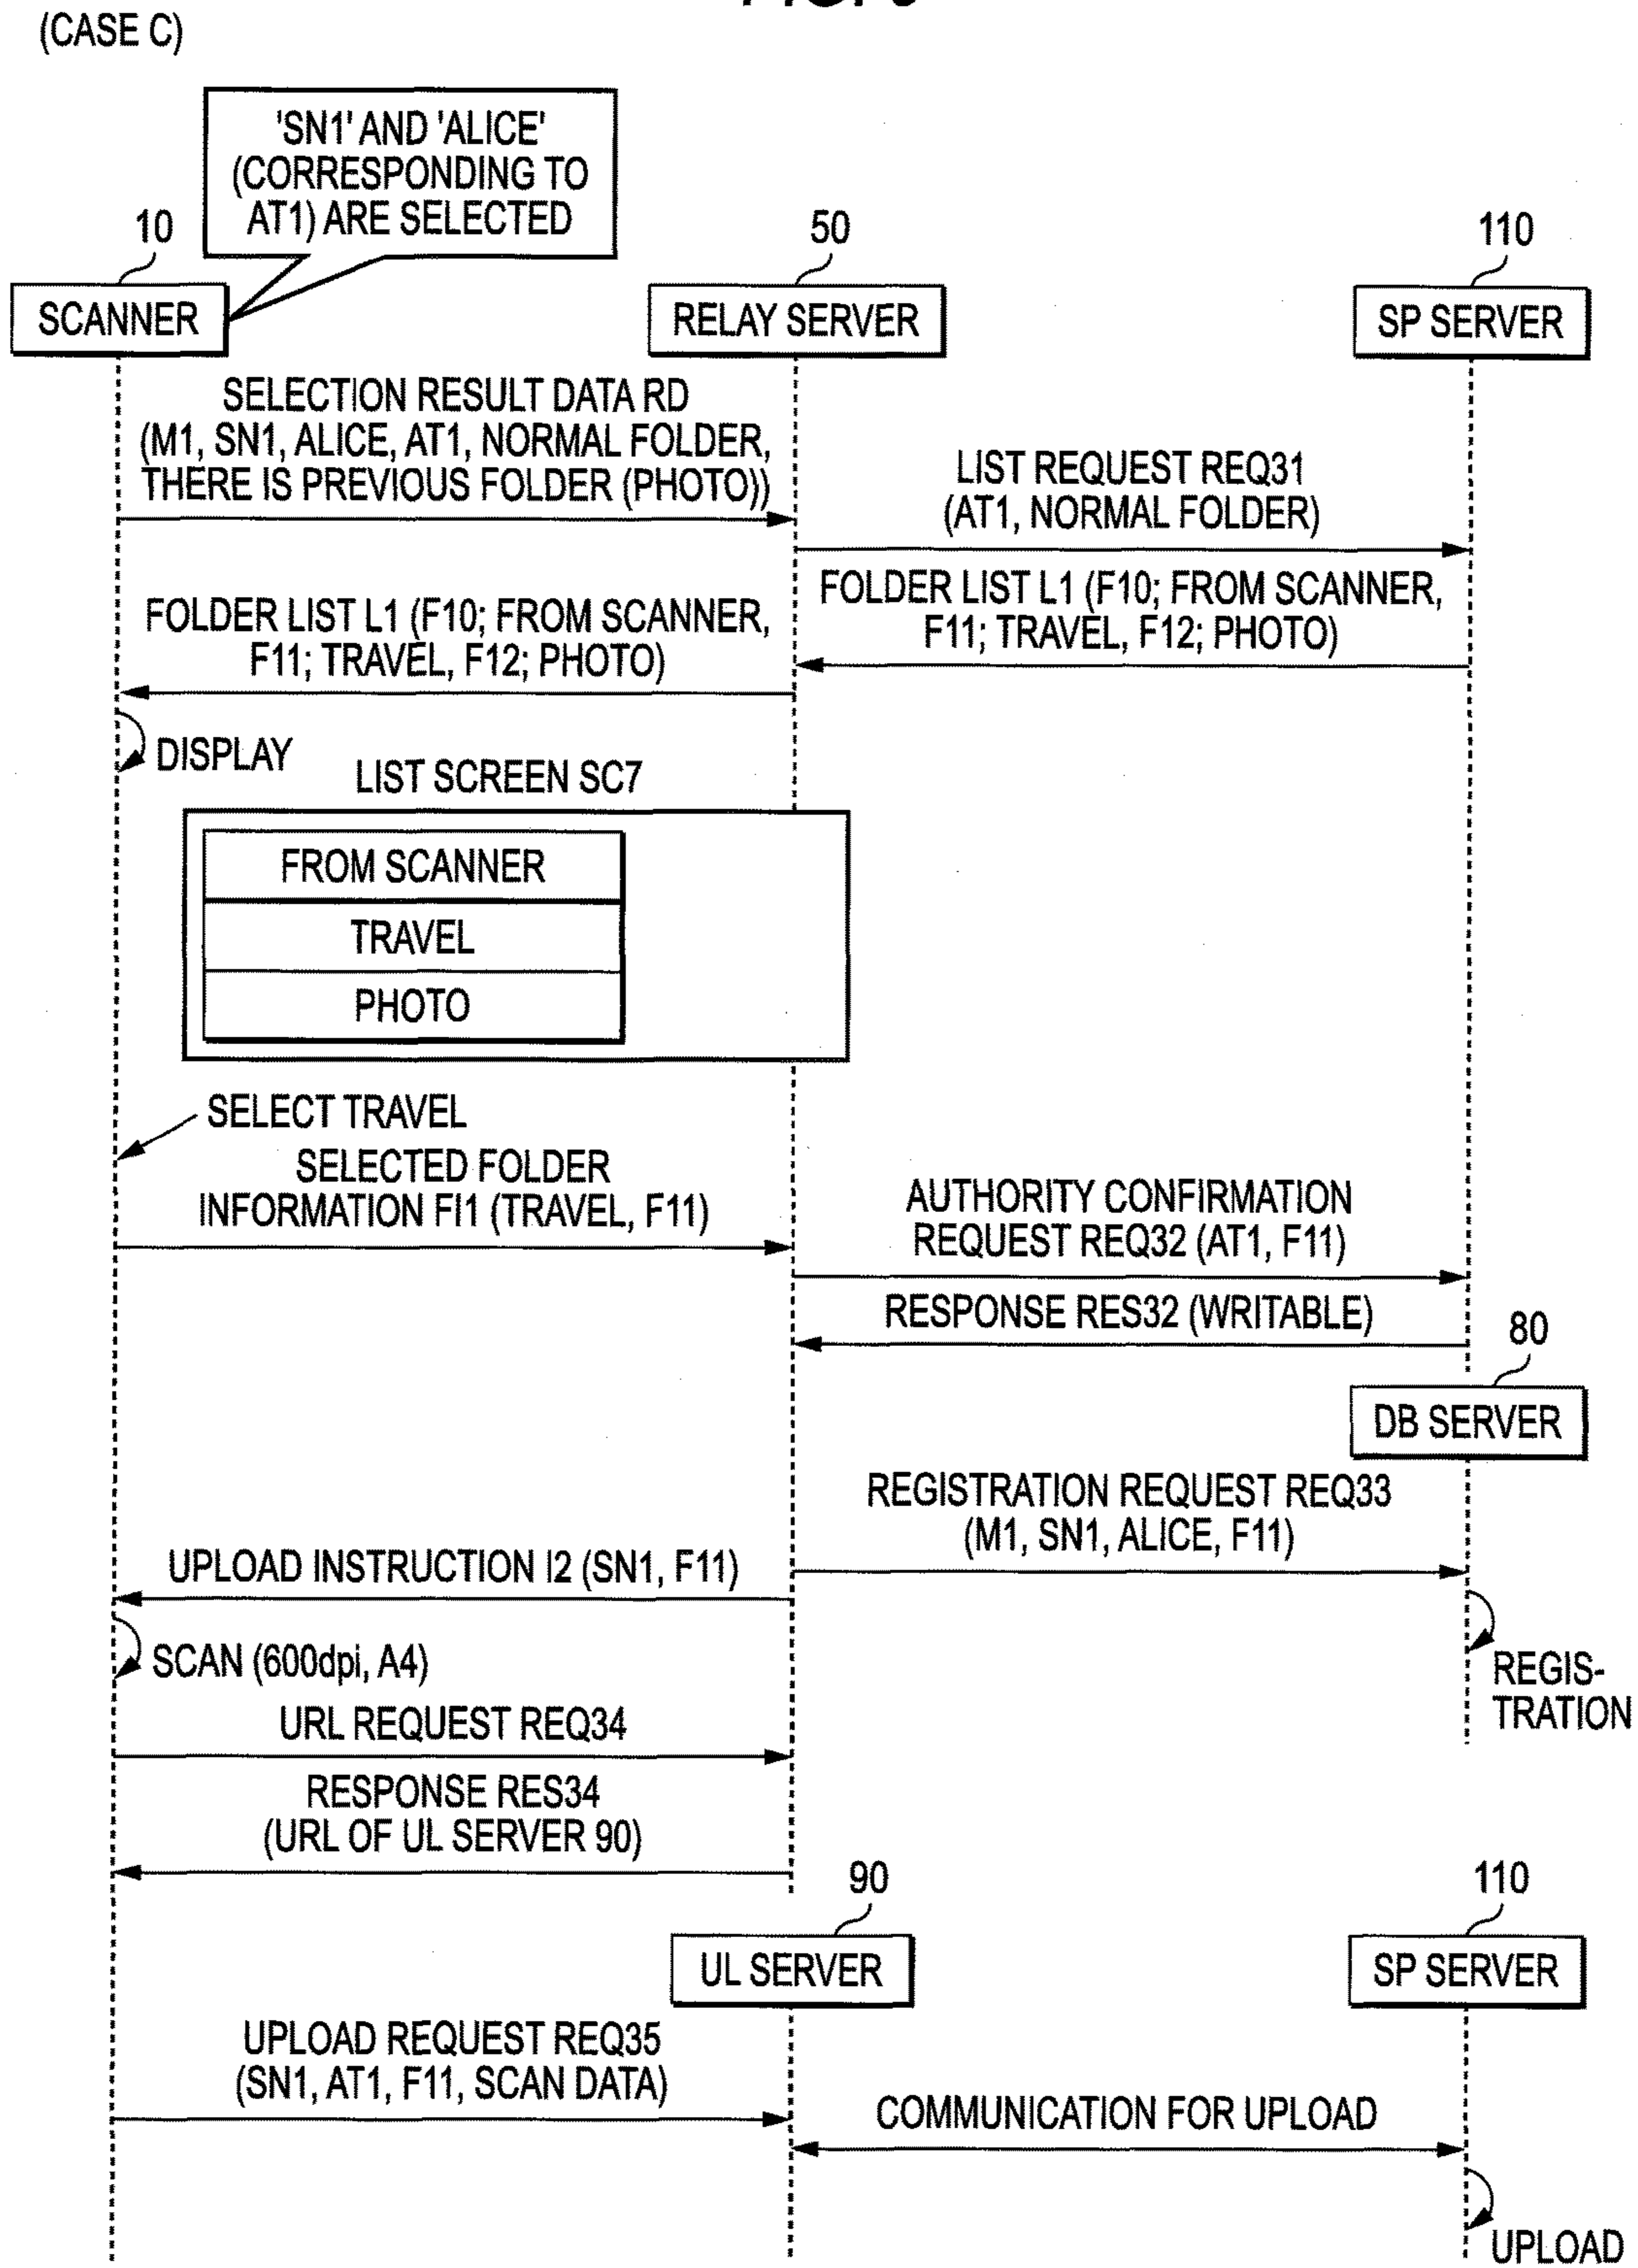 (CASE C)
'SN1' AND 'ALICE'
(CORRESPONDING TO
AT1) ARE SELECTED
10
50
110
SCANNER
RELAY SERVER
SP SERVER
SELECTION RESULT DATA RD
(M1, SN1, ALICE, AT1, NORMAL FOLDER,
THERE IS PREVIOUS FOLDER (PHOTO))
LIST REQUEST REQ31
(AT1, NORMAL FOLDER)
FOLDER LIST L1 (F10; FROM SCANNER,
F11; TRAVEL, F12; PHOTO)
FOLDER LIST L1 (F10; FROM SCANNER,
F11; TRAVEL, F12; PHOTO)
DISPLAY
LIST SCREEN SC7
FROM SCANNER
TRAVEL
PHOTO
SELECT TRAVEL
SELECTED FOLDER
INFORMATION FI1 (TRAVEL, F11)
AUTHORITY CONFIRMATION
REQUEST REQ32 (AT1, F11)
RESPONSE RES32 (WRITABLE)
80
DB SERVER
REGISTRATION REQUEST REQ33
(M1, SN1, ALICE, F11)
UPLOAD INSTRUCTION I2 (SN1, F11)
SCAN (600dpi, A4)
REGIS-
TRATION
URL REQUEST REQ34
RESPONSE RES34
(URL OF UL SERVER 90)
90
110
UL SERVER
SP SERVER
UPLOAD REQUEST REQ35
(SN1, AT1, F11, SCAN DATA)
COMMUNICATION FOR UPLOAD
UPLOAD